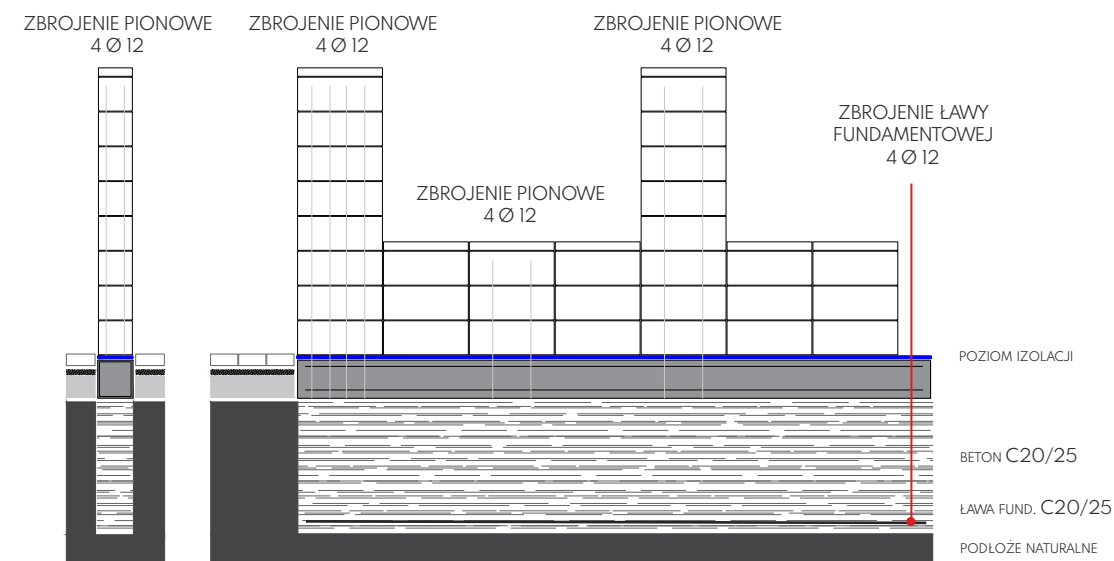 ZBROJENIE PIONOWE
4 Ø 12
ZBROJENIE PIONOWE
4 Ø 12
ZBROJENIE PIONOWE
4 Ø 12
ZBROJENIE ŁAWY
FUNDAMENTOWEJ
4 Ø 12
ZBROJENIE PIONOWE
4 Ø 12
POZIOM IZOLACJI
BETON C20/25
ŁAWA FUND. C20/25
PODŁOŻE NATURALNE